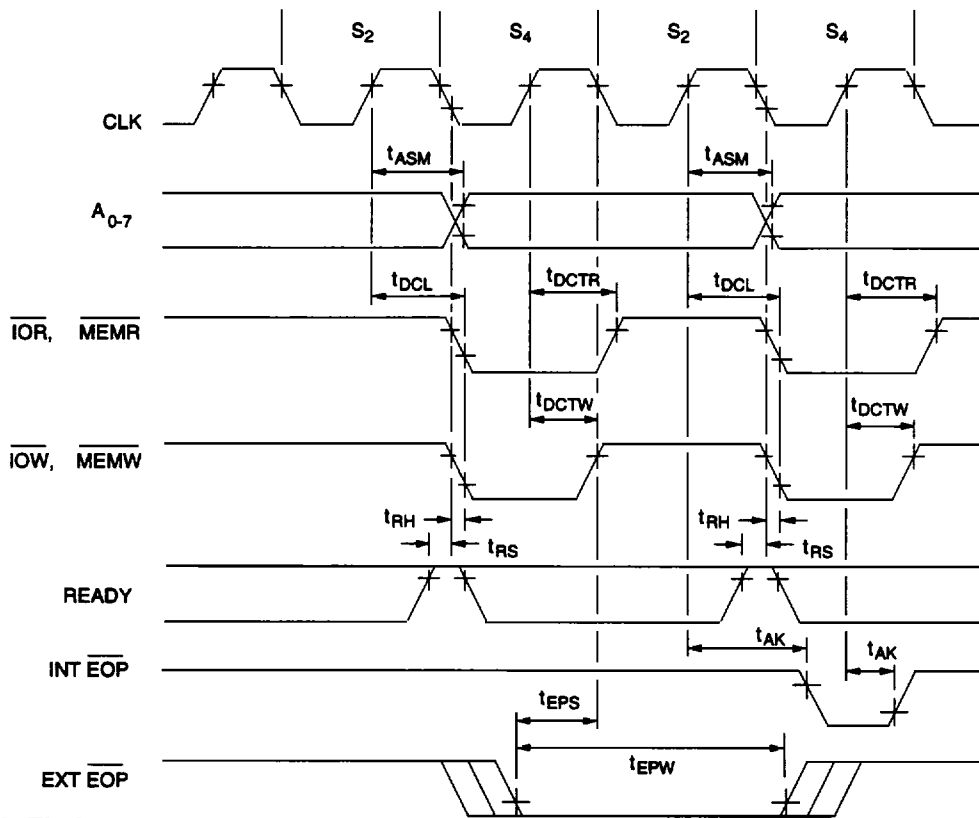 S2 S4 S2 S4
CLK
tASM tASM
A0-7
tDCL tDCTR tDCL tDCTR
IOR, MEMR
tDCTW tDCTW
IOW, MEMW
tRH tRS tRH tRS
READY
tAK tAK
INT EOP
tEPS
tEPW
EXT EOP